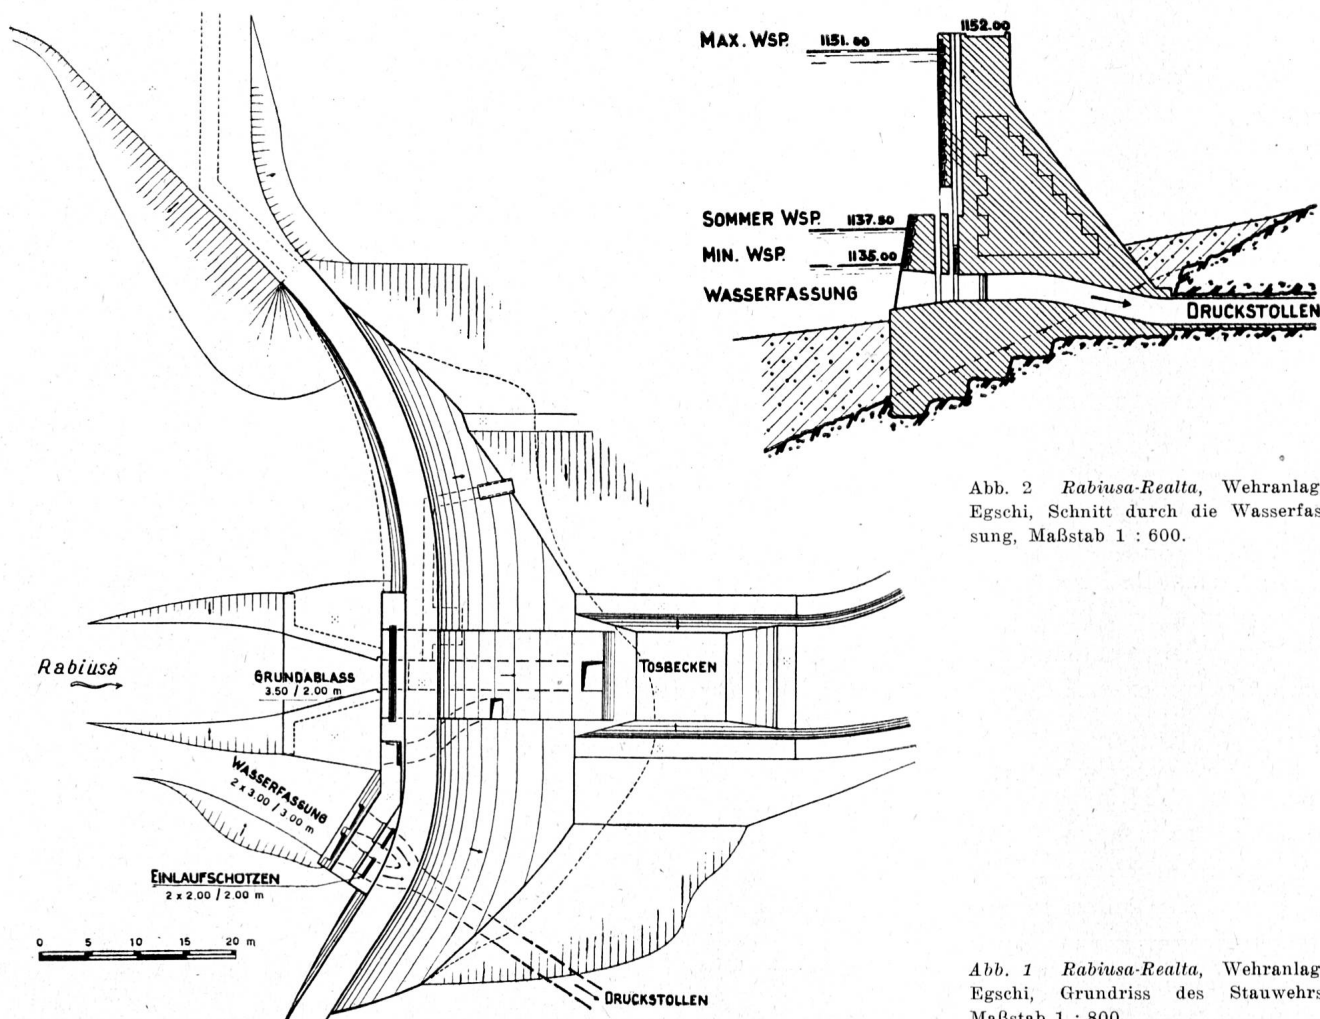 MAX. WSP. 1151.80
1152.00
SOMMER WSP. 1137.50
MIN. WSP. 1135.00
WASSERFASSUNG
DRUCKSTOLLEN
Abb. 2 Rabiusa-Realta, Wehranlag
Egschi, Schnitt durch die Wasserfas
sung, Maßstab 1 : 600.
Rabiusa
GRUNDABLASS
3.50 / 2.00 m
TOSBECKEN
WASSERFASSUNG
2 x 3.00 / 3.00 m
EINLAUFSCHÜTZEN
2 x 2.00 / 2.00 m
0 5 10 15 20 m
DRUCKSTOLLEN
Abb. 1 Rabiusa-Realta, Wehranlag
Egschi, Grundriss des Stauwehrs
Maßstab 1 : 800